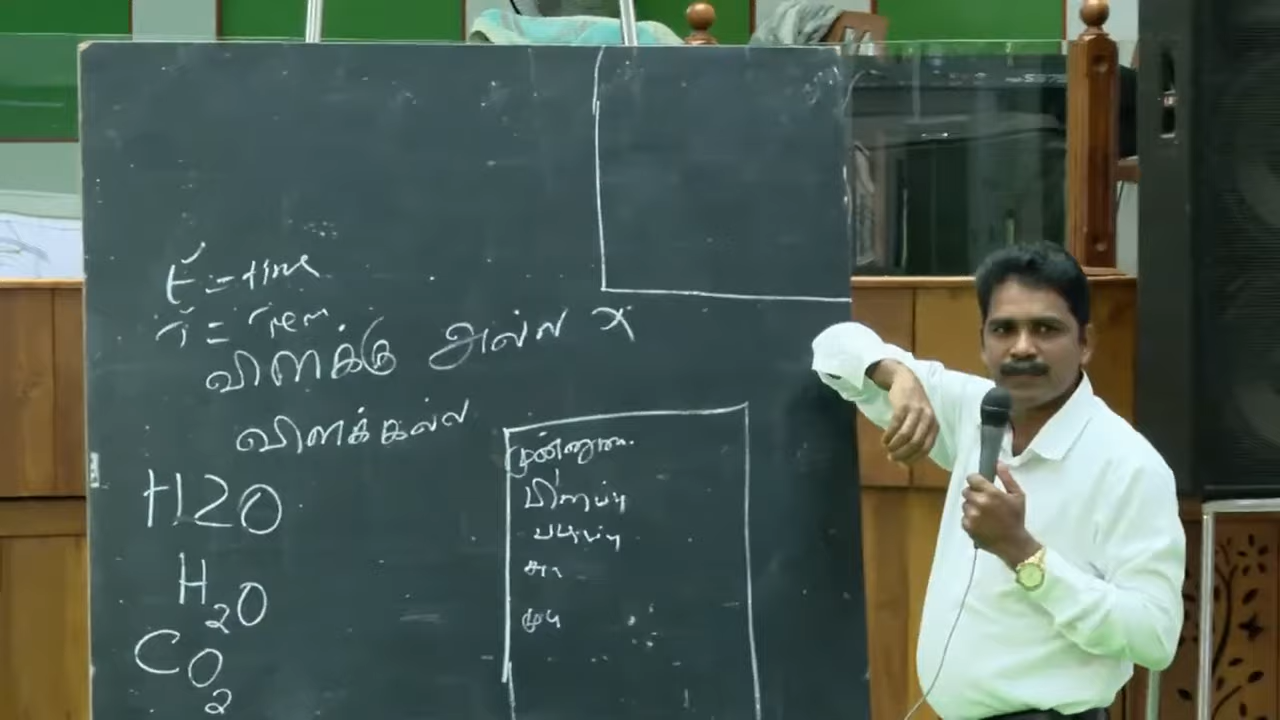 t = time
விளக்கு அல்ல x
விளக்கல்ல
H2O
H₂O
CO₂
முன்னுரை
பிறப்பு
படிப்பு